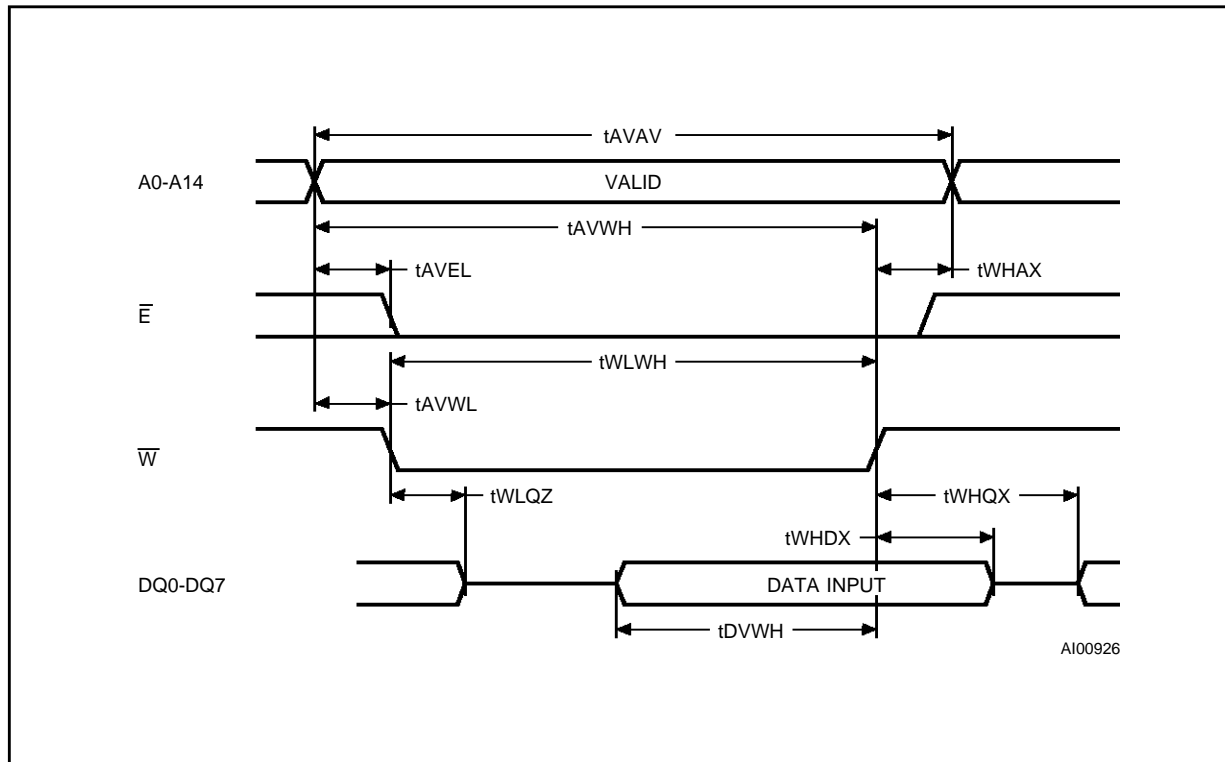 tAVAV
A0-A14
VALID
tAVWH
tAVEL
tWHAX
E̅
tWLWH
tAVWL
W̅
tWLQZ
tWHQX
tWHDX
DQ0-DQ7
DATA INPUT
tDVWH
AI00926